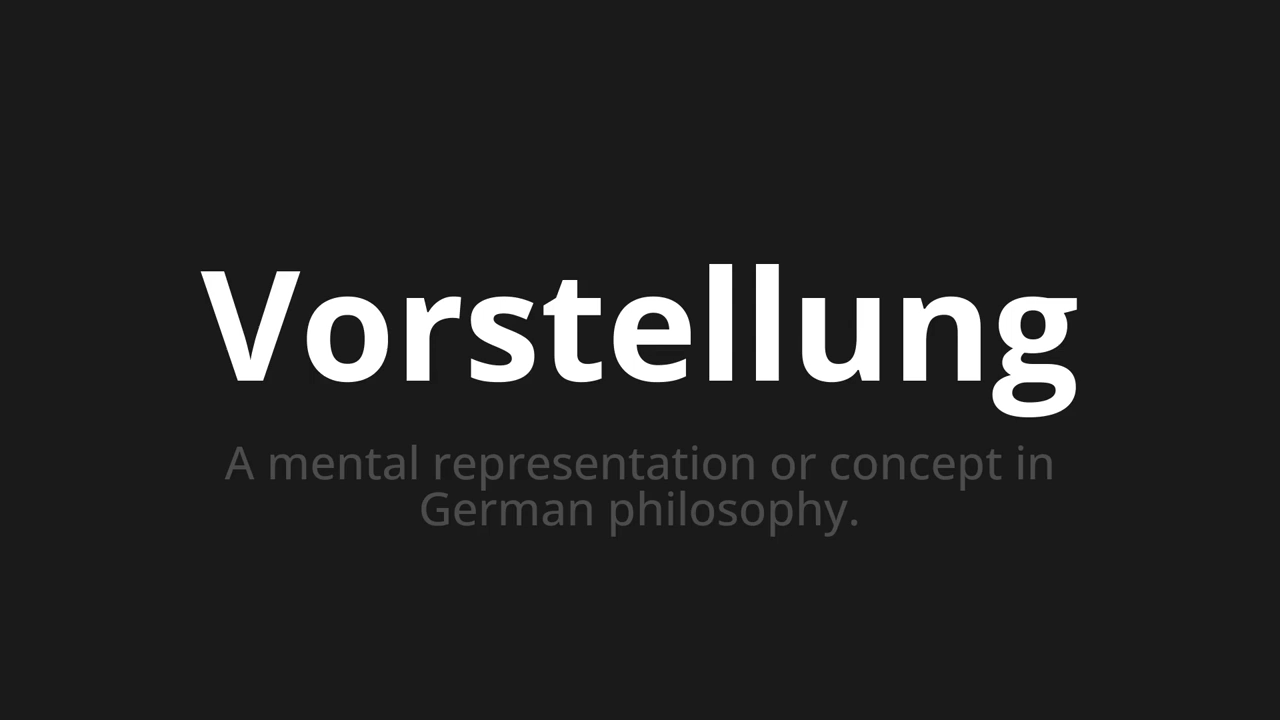 Vorstellung
A mental representation or concept in
German philosophy.